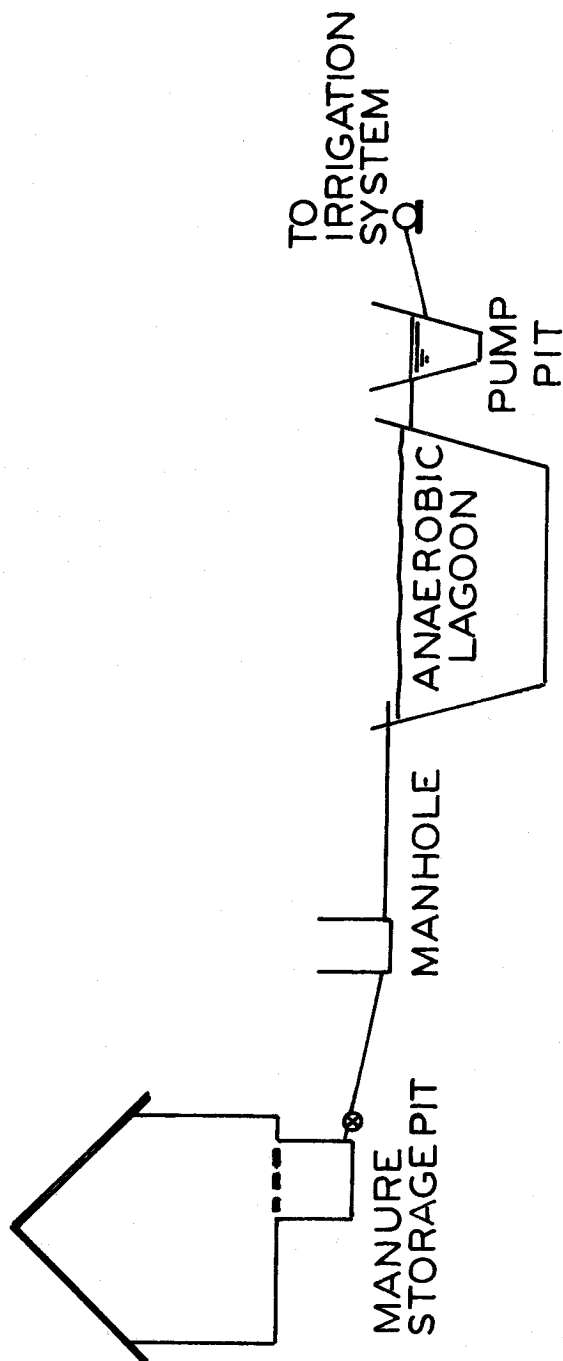 MANURE
STORAGE PIT
MANHOLE
ANAEROBIC
LAGOON
PUMP
PIT
TO
IRRIGATION
SYSTEM